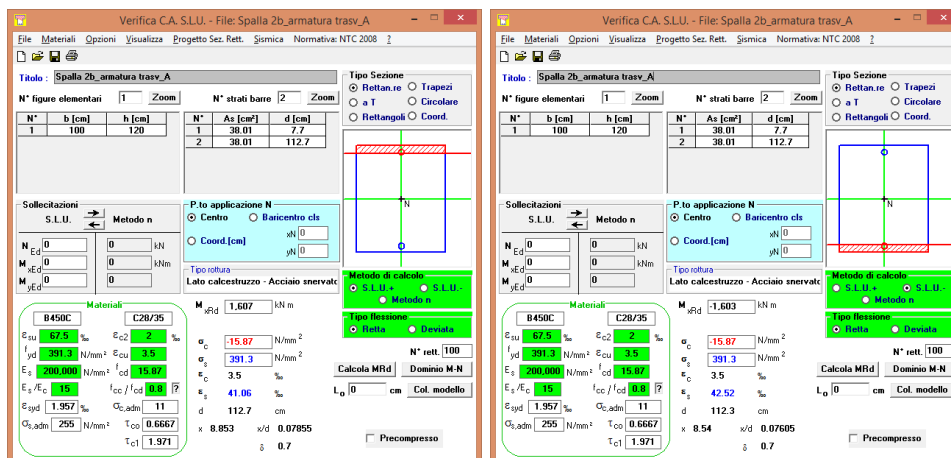 Verifica C.A. S.L.U. - File: Spalla 2b_armatura trasv_A
File Materiali Opzioni Visualizza Progetto Sez. Rett. Sismica Normativa: NTC 2008 ?
Titolo : Spalla 2b_armatura trasv_A
N° figure elementari 1 Zoom N° strati barre 2 Zoom
N° b [cm] h [cm]
1 100 120
N° As [cm²] d [cm]
1 38.01 7.7
2 38.01 112.7
Tipo Sezione
Rettan.re Trapezi
a T Circolare
Rettangoli Coord.
N
Sollecitazioni
S.L.U. Metodo n
N Ed 0 0 kN
M xEd 0 0 kNm
M yEd 0 0
P.to applicazione N
Centro Baricentro cls
Coord.[cm] xN 0
yN 0
Tipo rottura
Lato calcestruzzo - Acciaio snervato
Metodo di calcolo
S.L.U.+ S.L.U.-
Metodo n
Tipo flessione
Retta Deviata
N° rett. 100
Calcola MRd Dominio M-N
L₀ 0 cm Col. modello
Precompresso
Materiali
B450C C28/35
εsu 67.5 ‰ εc2 2 ‰
fyd 391.3 N/mm² εcu 3.5
Es 200,000 N/mm² fcd 15.87
Es/Ec 15 fcc/fcd 0.8 ?
εsyd 1.957 ‰ σc,adm 11
σs,adm 255 N/mm² τco 0.6667
τc1 1.971
M xRd 1,607 kN m
σc -15.87 N/mm²
σs 391.3 N/mm²
εc 3.5 ‰
εs 41.06 ‰
d 112.7 cm
x 8.853 x/d 0.07855
δ 0.7
Verifica C.A. S.L.U. - File: Spalla 2b_armatura trasv_A
File Materiali Opzioni Visualizza Progetto Sez. Rett. Sismica Normativa: NTC 2008 ?
Titolo : Spalla 2b_armatura trasv_A
N° figure elementari 1 Zoom N° strati barre 2 Zoom
N° b [cm] h [cm]
1 100 120
N° As [cm²] d [cm]
1 38.01 7.7
2 38.01 112.7
Tipo Sezione
Rettan.re Trapezi
a T Circolare
Rettangoli Coord.
N
Sollecitazioni
S.L.U. Metodo n
N Ed 0 0 kN
M xEd 0 0 kNm
M yEd 0 0
P.to applicazione N
Centro Baricentro cls
Coord.[cm] xN 0
yN 0
Tipo rottura
Lato calcestruzzo - Acciaio snervato
Metodo di calcolo
S.L.U.+ S.L.U.-
Metodo n
Tipo flessione
Retta Deviata
N° rett. 100
Calcola MRd Dominio M-N
L₀ 0 cm Col. modello
Precompresso
Materiali
B450C C28/35
εsu 67.5 ‰ εc2 2 ‰
fyd 391.3 N/mm² εcu 3.5
Es 200,000 N/mm² fcd 15.87
Es/Ec 15 fcc/fcd 0.8 ?
εsyd 1.957 ‰ σc,adm 11
σs,adm 255 N/mm² τco 0.6667
τc1 1.971
M xRd -1,603 kN m
σc -15.87 N/mm²
σs 391.3 N/mm²
εc 3.5 ‰
εs 42.52 ‰
d 112.3 cm
x 8.54 x/d 0.07605
δ 0.7